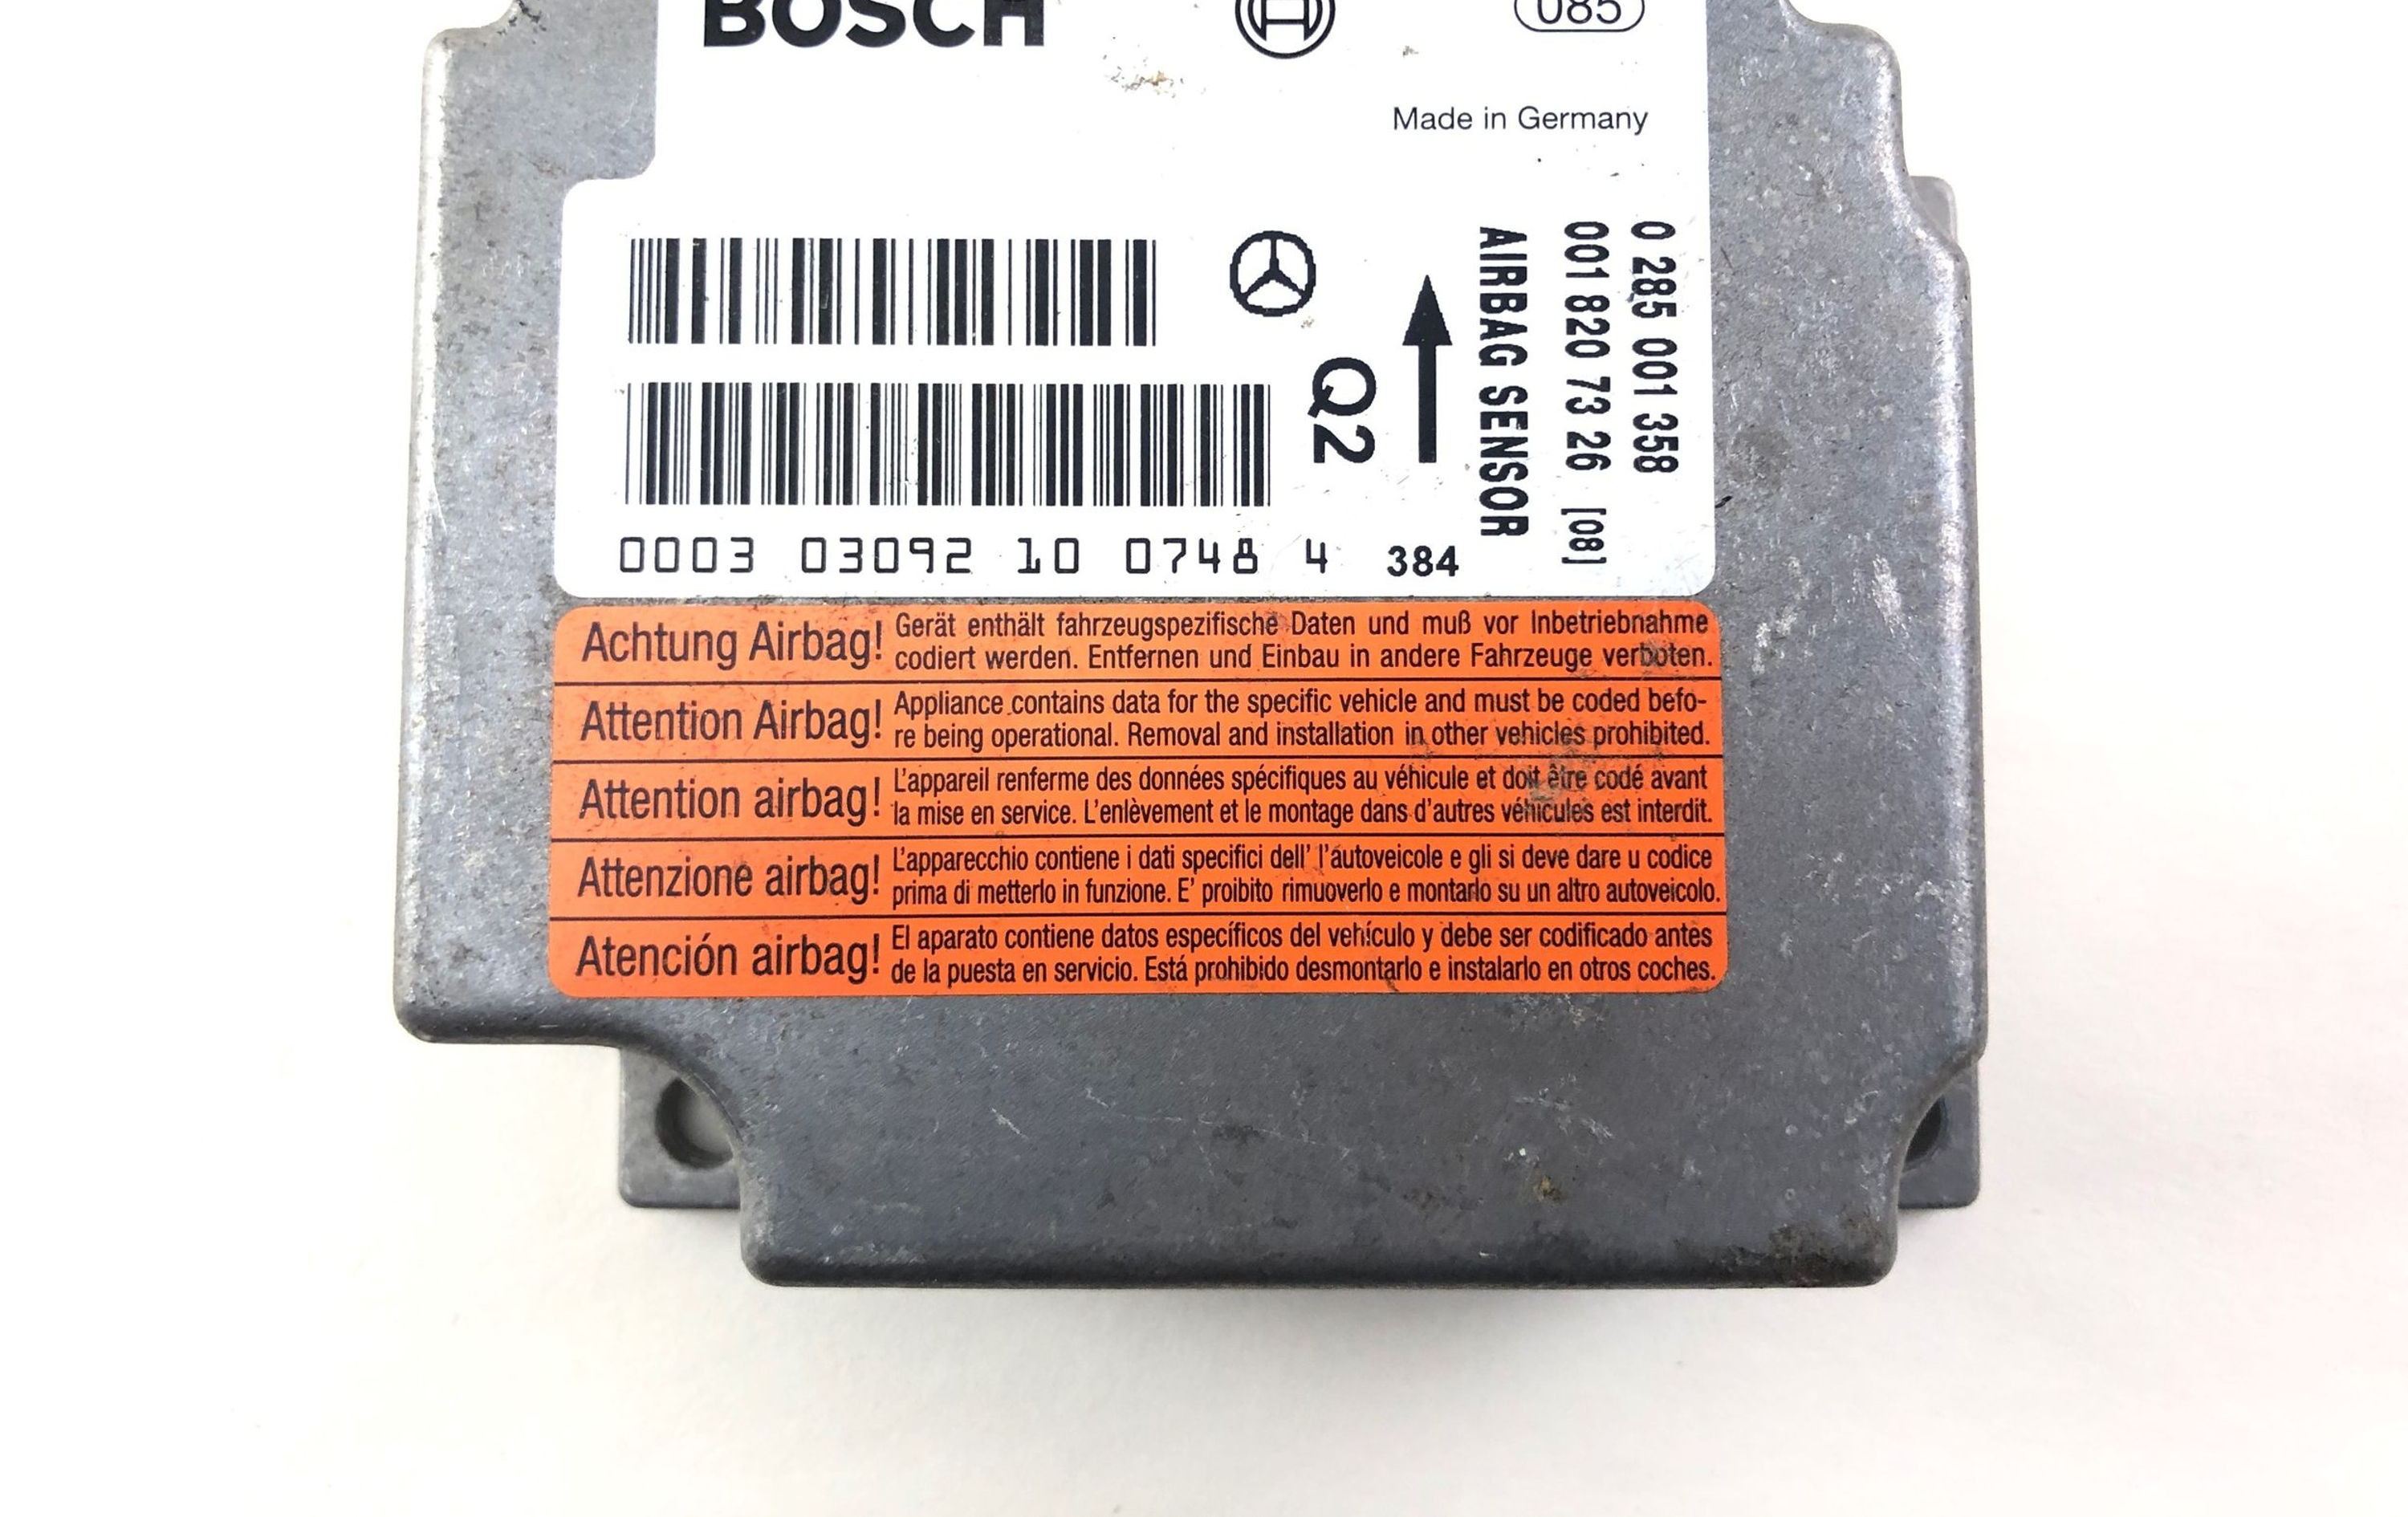 BOSCH
085
Made in Germany
0 285 001 358
001 820 73 26 [08]
AIRBAG SENSOR
Q2
0003 03092 10 0748 4 384
Achtung Airbag! Gerät enthält fahrzeugspezifische Daten und muß vor Inbetriebnahme
codiert werden. Entfernen und Einbau in andere Fahrzeuge verboten.
Attention Airbag! Appliance contains data for the specific vehicle and must be coded befo-
re being operational. Removal and installation in other vehicles prohibited.
Attention airbag! L'appareil renferme des données spécifiques au véhicule et doit être codé avant
la mise en service. L'enlèvement et le montage dans d'autres véhicules est interdit.
Attenzione airbag! L'apparecchio contiene i dati specifici dell' l'autoveicole e gli si deve dare u codice
prima di metterlo in funzione. E' proibito rimuoverlo e montarlo su un altro autoveicolo.
Atención airbag! El aparato contiene datos específicos del vehículo y debe ser codificado antes
de la puesta en servicio. Está prohibido desmontarlo e instalarlo en otros coches.